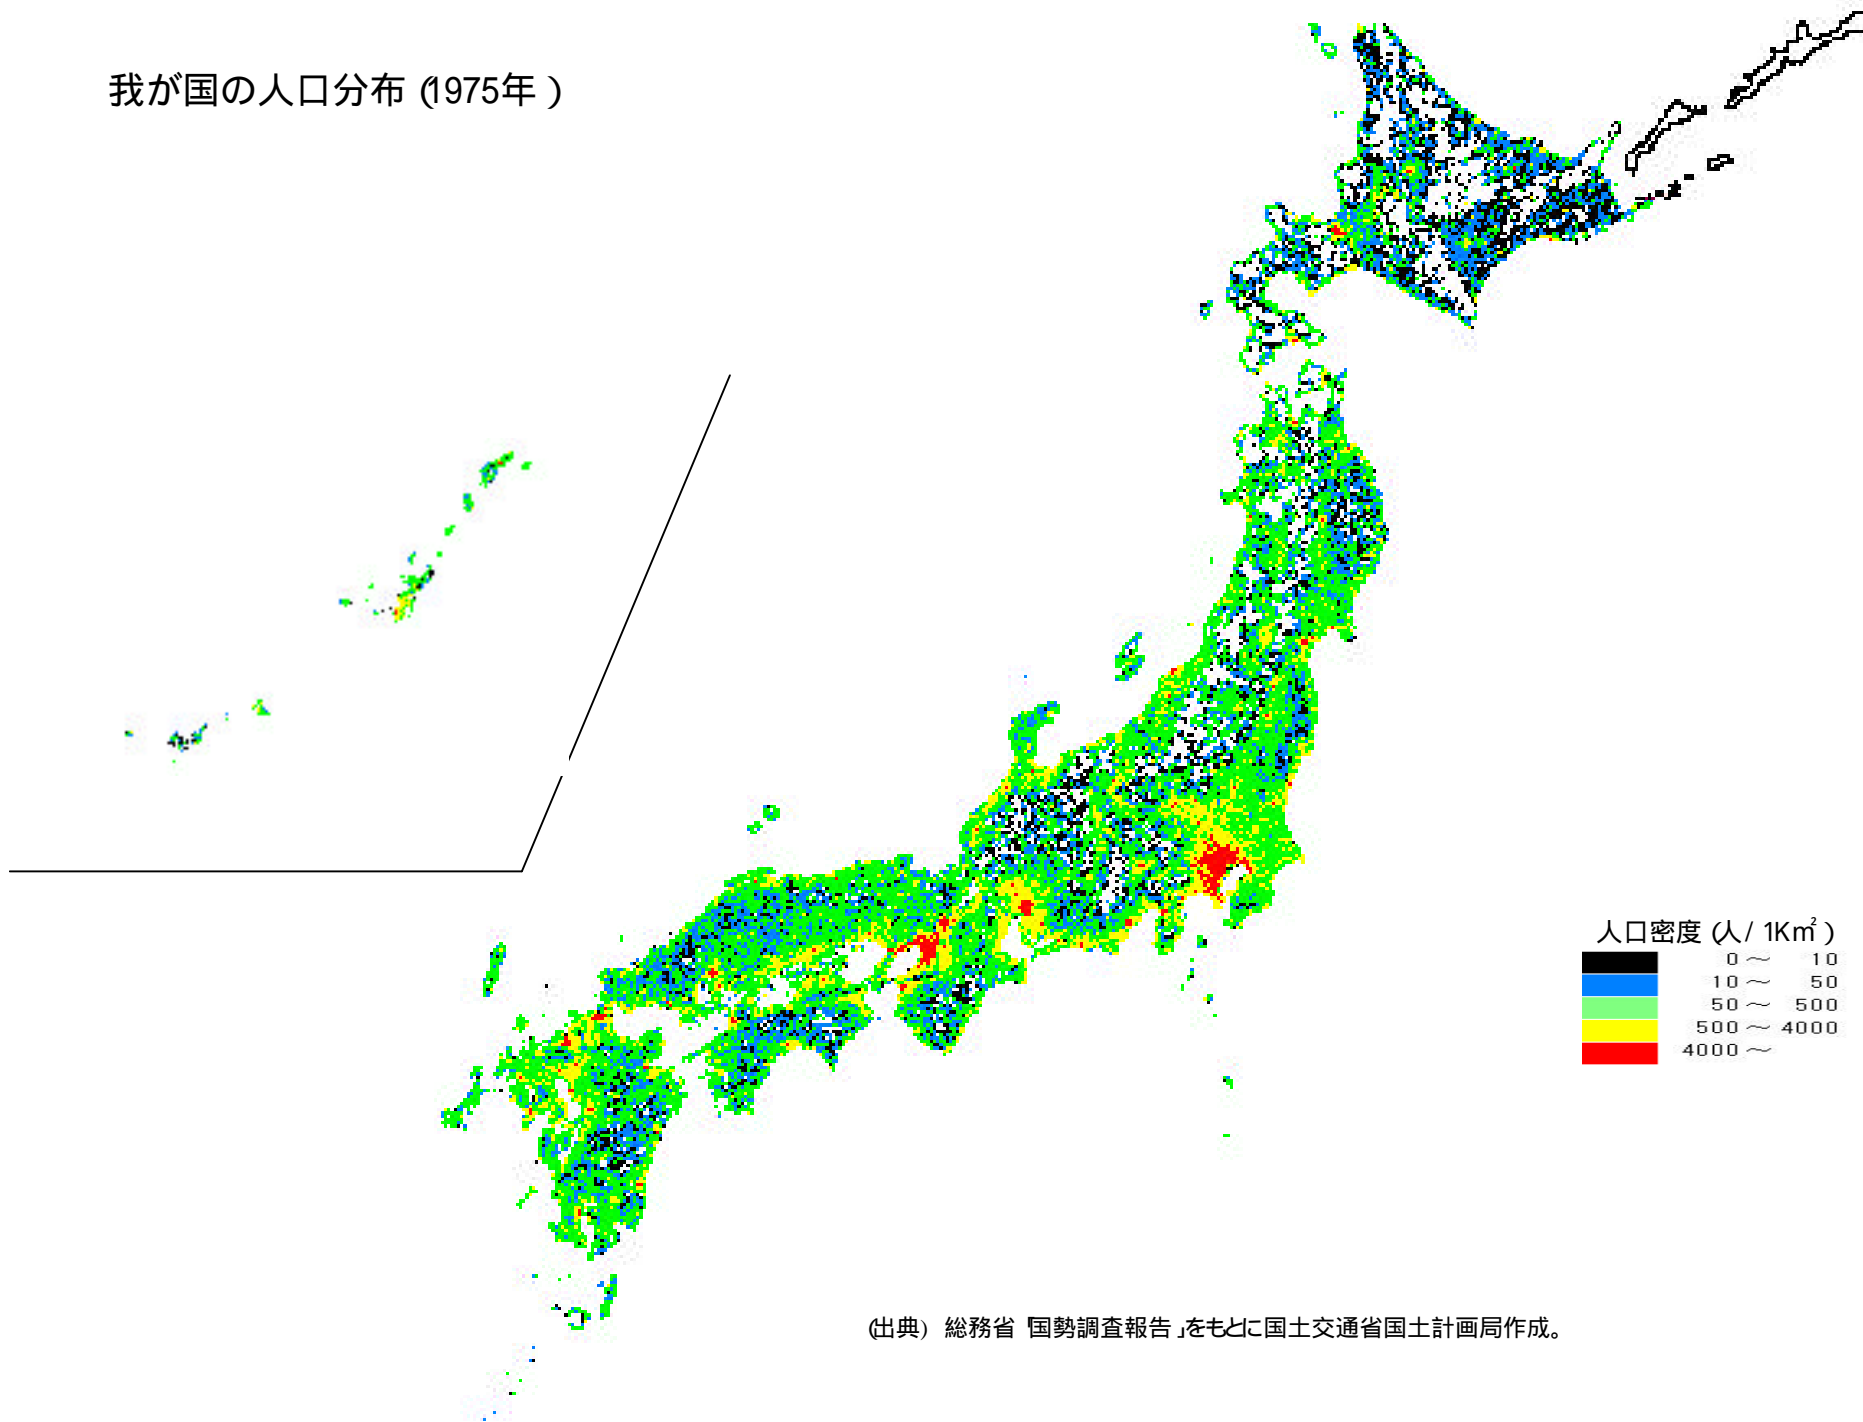 我が国の人口分布 (1975年 )
人口密度 (人/ 1Km²)
0 ～ 10
10 ～ 50
50 ～ 500
500 ～ 4000
4000 ～
(出典) 総務省 「国勢調査報告」をもとに国土交通省国土計画局作成。